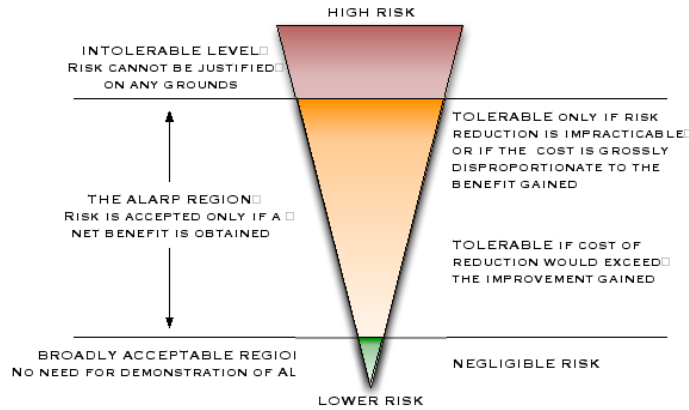 HIGH RISK
INTOLERABLE LEVEL
RISK CANNOT BE JUSTIFIED
ON ANY GROUNDS
TOLERABLE ONLY IF RISK
REDUCTION IS IMPRACTICABLE
OR IF THE COST IS GROSSLY
DISPROPORTIONATE TO THE
BENEFIT GAINED
THE ALARP REGION
RISK IS ACCEPTED ONLY IF A
NET BENEFIT IS OBTAINED
TOLERABLE IF COST OF
REDUCTION WOULD EXCEED
THE IMPROVEMENT GAINED
BROADLY ACCEPTABLE REGIO
NO NEED FOR DEMONSTRATION OF AL
NEGLIGIBLE RISK
LOWER RISK